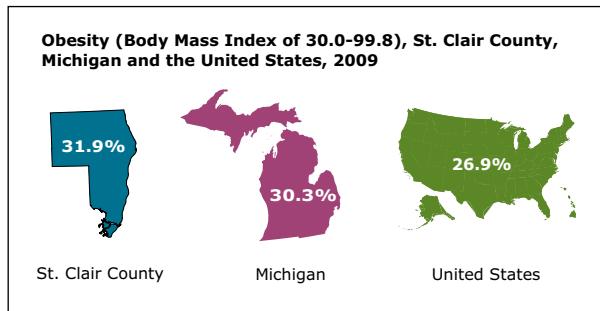 Obesity (Body Mass Index of 30.0-99.8), St. Clair County,
Michigan and the United States, 2009
31.9%
30.3%
26.9%
St. Clair County
Michigan
United States